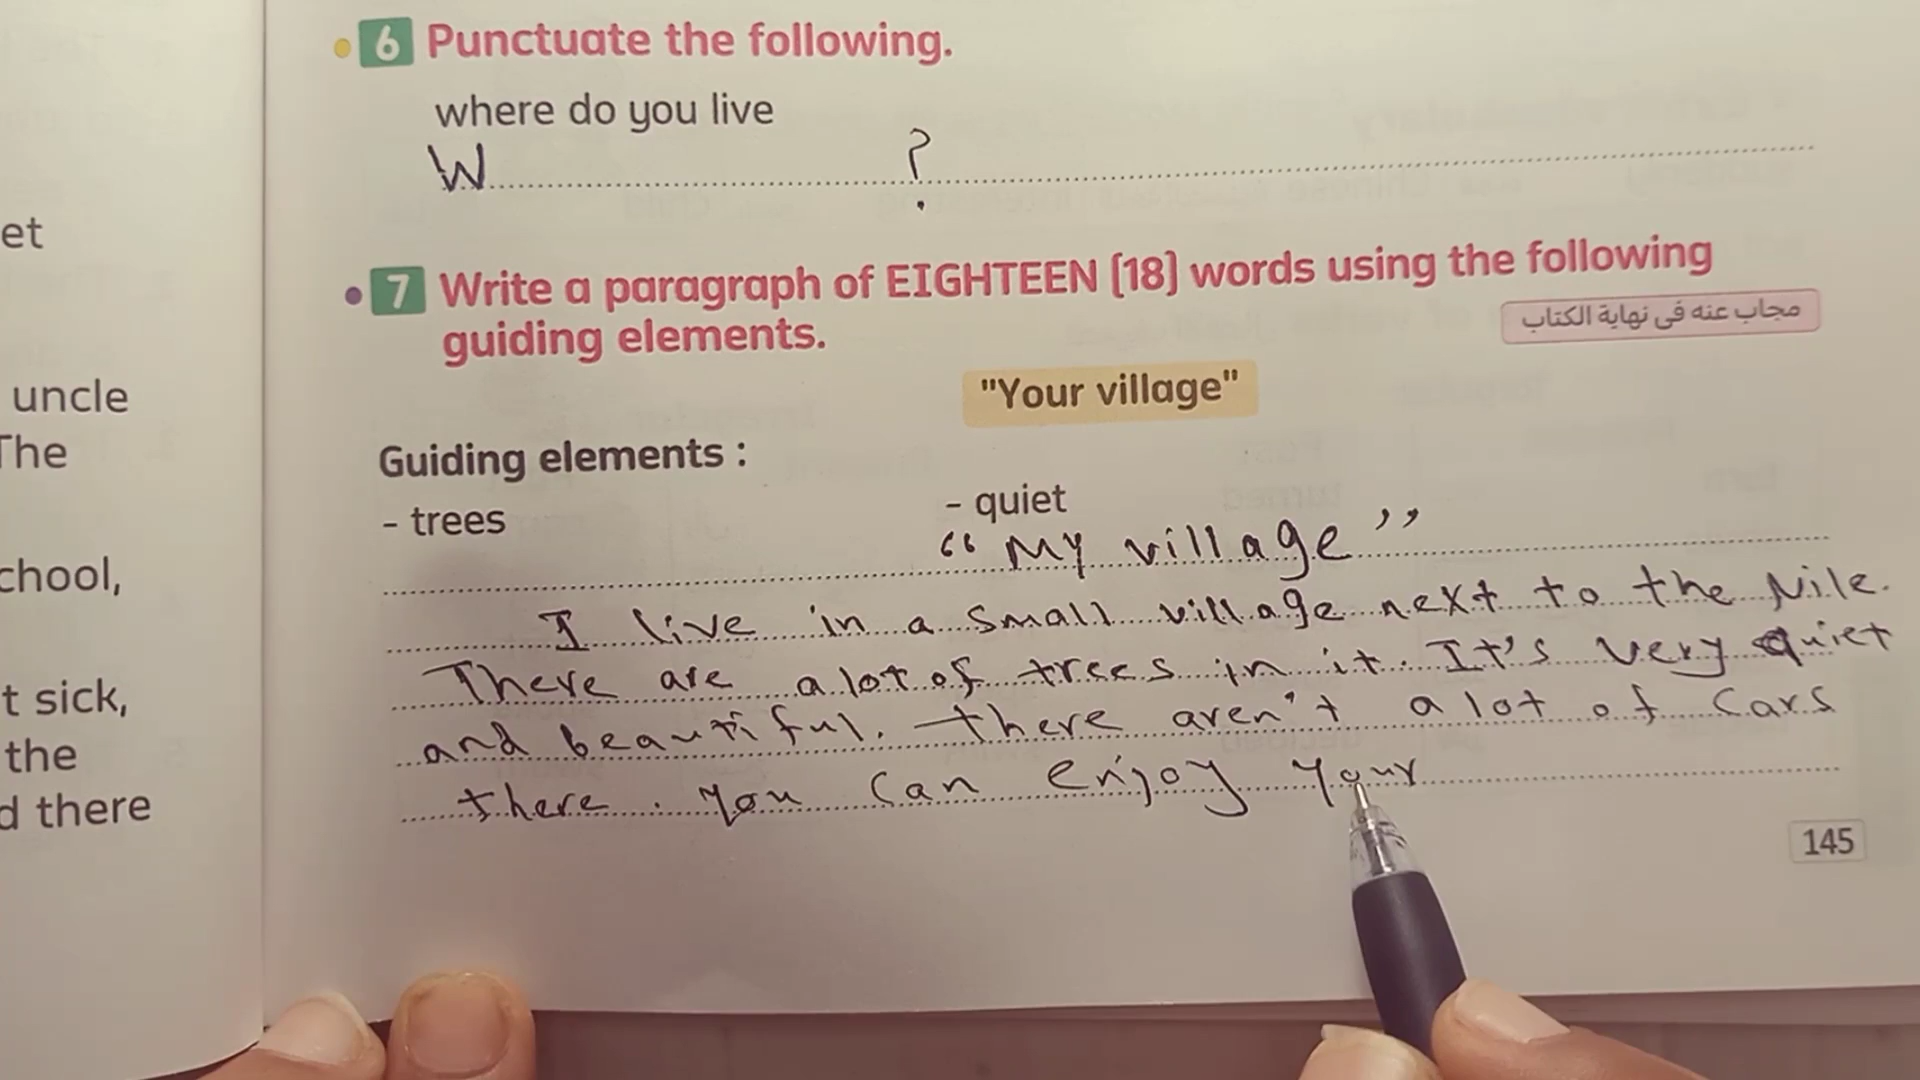 6 Punctuate the following.
where do you live
W ?
7 Write a paragraph of EIGHTEEN (18) words using the following
guiding elements.
مجاب عنه فى نهاية الكتاب
"Your village"
Guiding elements :
- trees
- quiet
“My village”
I live in a small village next to the Nile.
There are a lot of trees in it. It's very quiet
and beautiful. there aren't a lot of cars
there. you can enjoy your
145
et
uncle
The
chool,
t sick,
the
d there